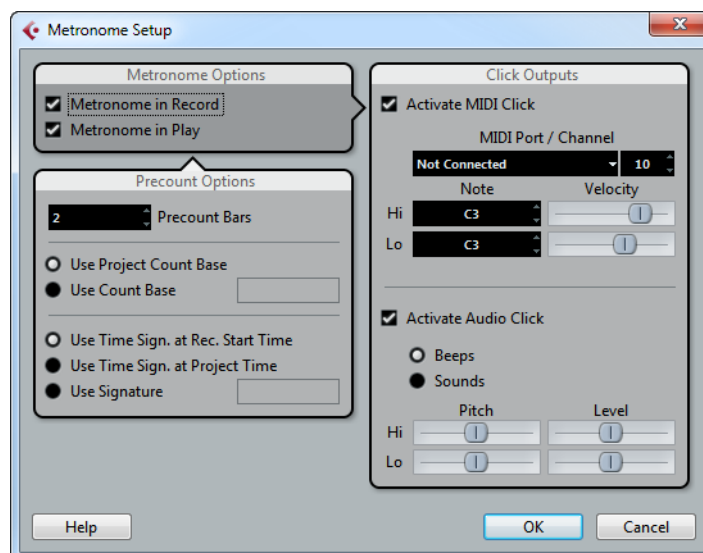 Metronome Setup
Metronome Options
Metronome in Record
Metronome in Play
Precount Options
2 Precount Bars
Use Project Count Base
Use Count Base
Use Time Sign. at Rec. Start Time
Use Time Sign. at Project Time
Use Signature
Click Outputs
Activate MIDI Click
MIDI Port / Channel
Not Connected 10
Note Velocity
Hi C3
Lo C3
Activate Audio Click
Beeps
Sounds
Pitch Level
Hi
Lo
Help OK Cancel